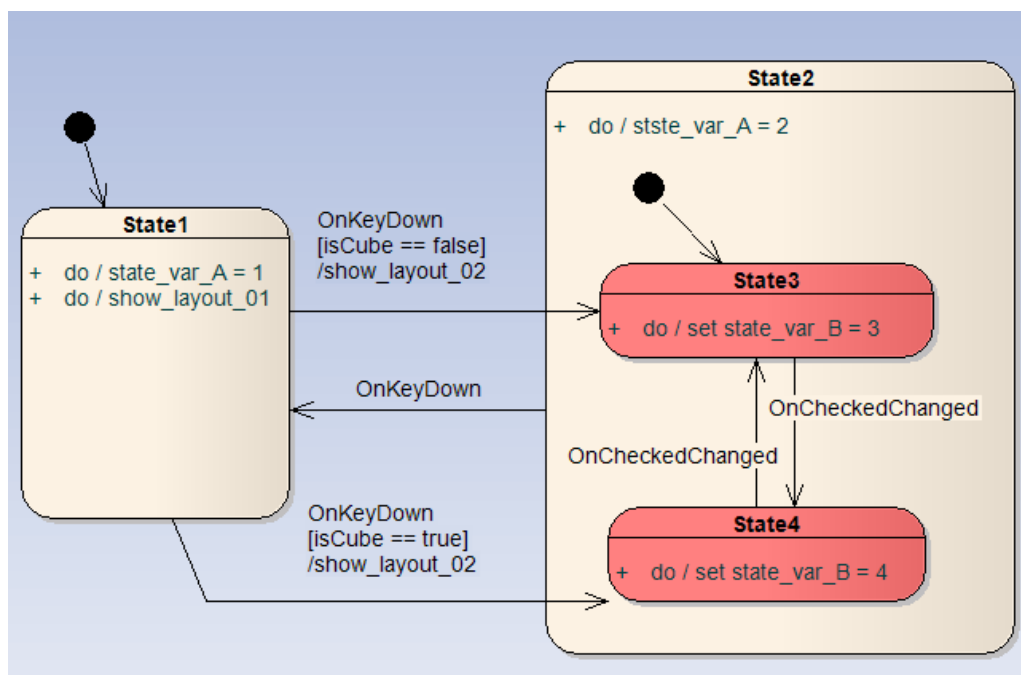 State2
+ do / stste_var_A = 2
State1
+ do / state_var_A = 1
+ do / show_layout_01
OnKeyDown
[isCube == false]
/show_layout_02
State3
+ do / set state_var_B = 3
OnKeyDown
OnCheckedChanged
OnCheckedChanged
OnKeyDown
[isCube == true]
/show_layout_02
State4
+ do / set state_var_B = 4